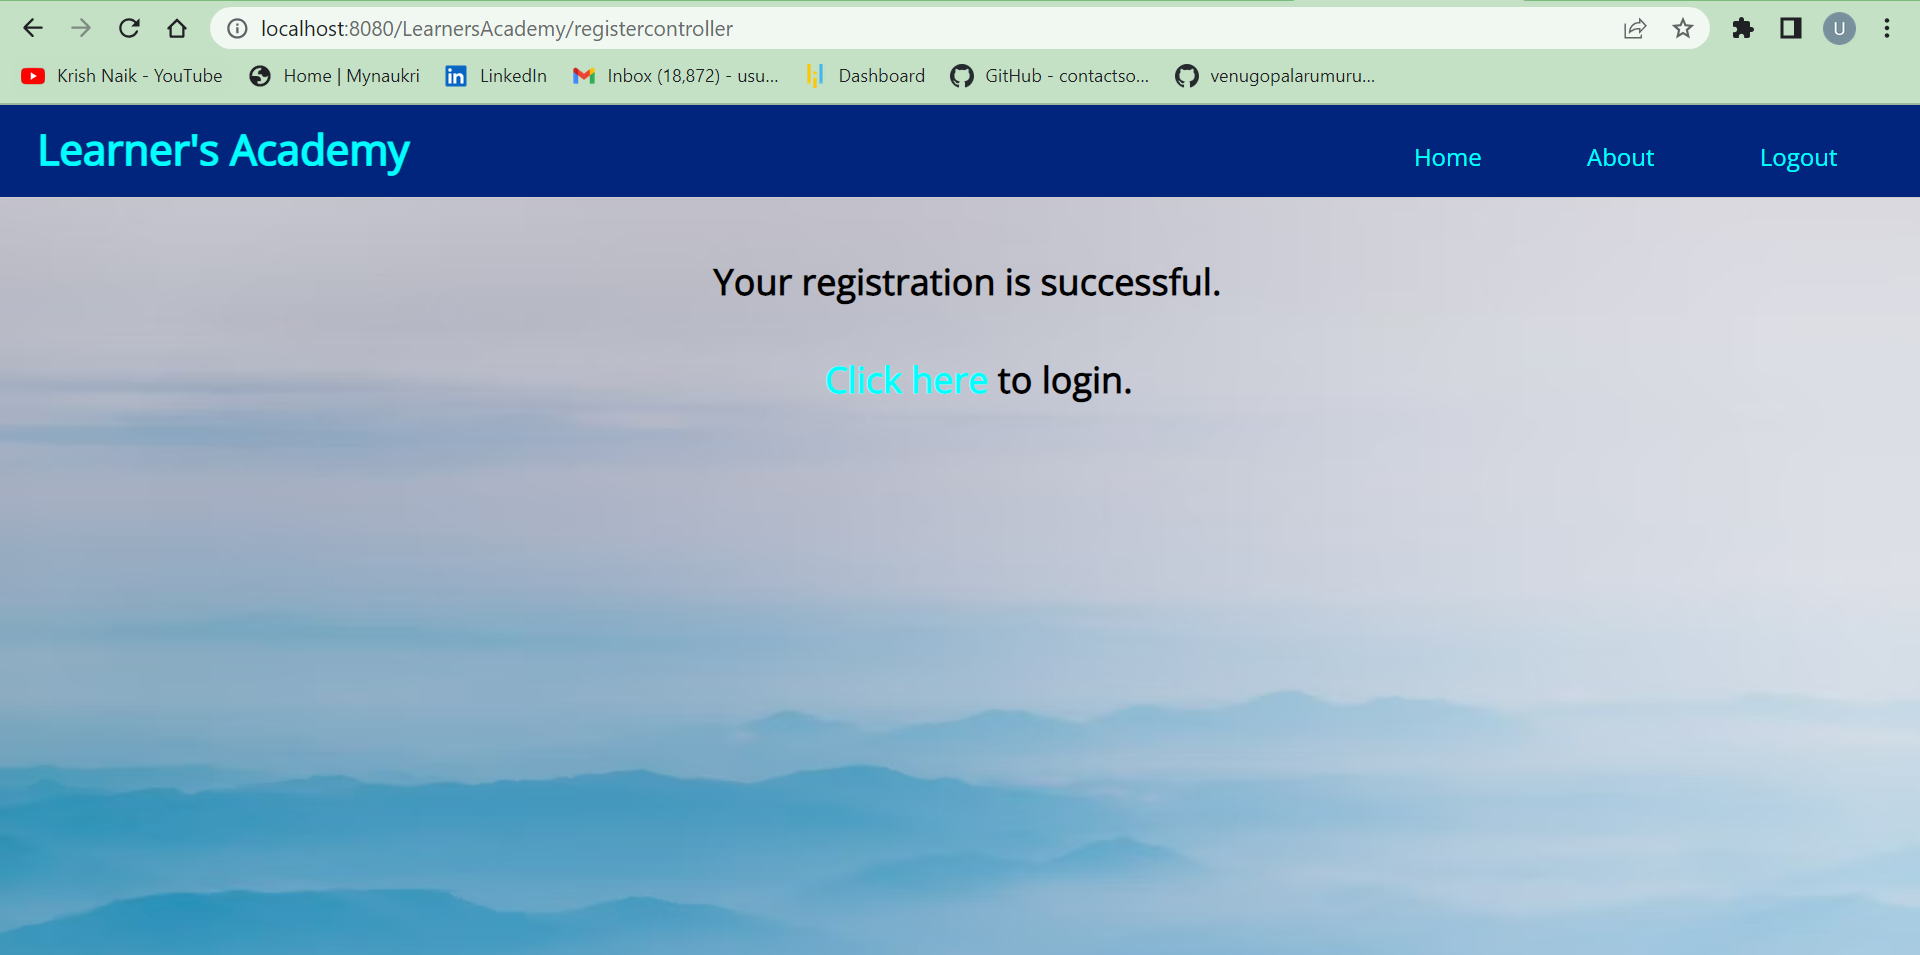 localhost:8080/LearnersAcademy/registercontroller
U
Krish Naik - YouTube
Home | Mynaukri
LinkedIn
Inbox (18,872) - usu...
Dashboard
GitHub - contactso...
venugopalarumuru...
Learner's Academy
Home
About
Logout
Your registration is successful.
Click here to login.